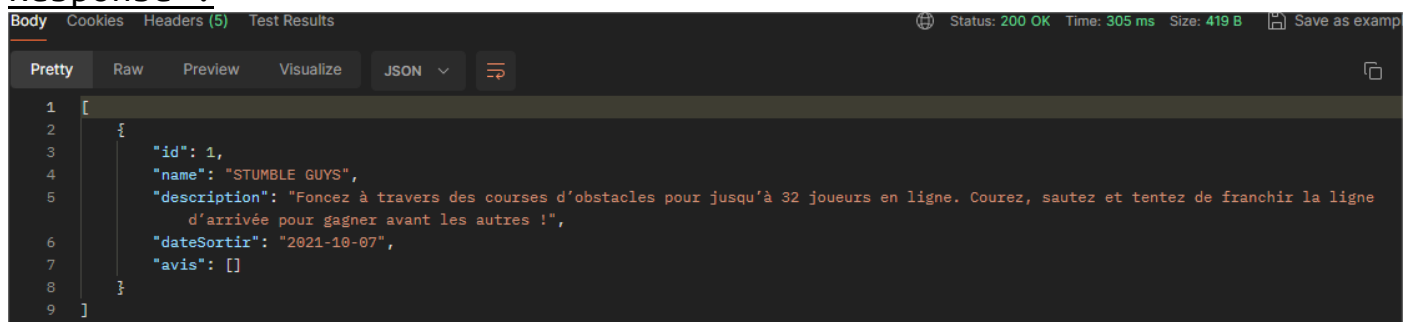 Response :
Body Cookies Headers (5) Test Results Status: 200 OK Time: 305 ms Size: 419 B Save as examp
Pretty Raw Preview Visualize JSON
1 [
2 {
3 "id": 1,
4 "name": "STUMBLE GUYS",
5 "description": "Foncez à travers des courses d’obstacles pour jusqu’à 32 joueurs en ligne. Courez, sautez et tentez de franchir la ligne
d’arrivée pour gagner avant les autres !",
6 "dateSortir": "2021-10-07",
7 "avis": []
8 }
9 ]